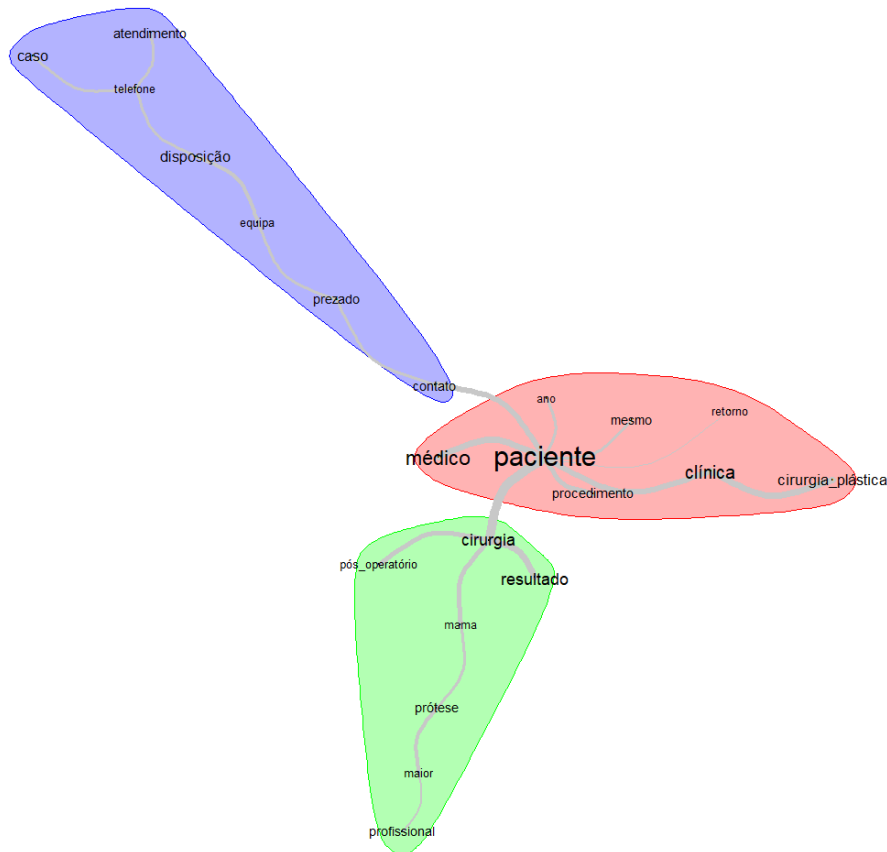 atendimento
caso
telefone
disposição
equipa
prezado
contato
ano
retorno
mesmo
médico
paciente
clínica
cirurgia_plástica
procedimento
cirurgia
pós_operatório
resultado
mama
prótese
maior
profissional